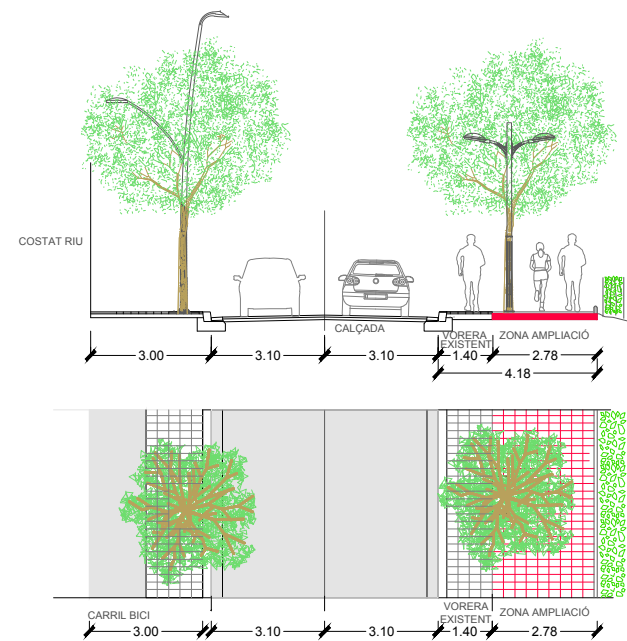 COSTAT RIU
CALÇADA
VORERA
EXISTENT
ZONA AMPLIACIÓ
3.00
3.10
3.10
1.40
2.78
4.18
CARRIL BICI
VORERA
EXISTENT
ZONA AMPLIACIÓ
3.00
3.10
3.10
1.40
2.78